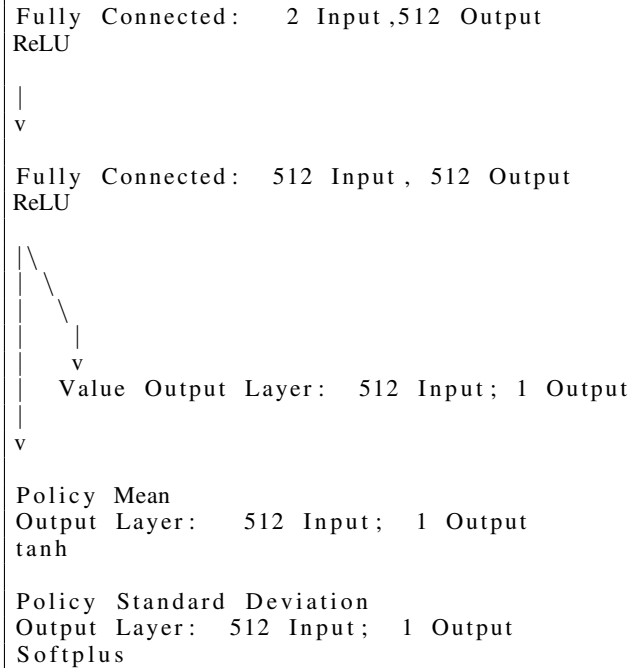 Fully Connected: 2 Input ,512 Output
ReLU
|
v
Fully Connected: 512 Input , 512 Output
ReLU
|\
| \
|  \
|   |
|   v
|  Value Output Layer: 512 Input; 1 Output
|
v
Policy Mean
Output Layer: 512 Input; 1 Output
tanh
Policy Standard Deviation
Output Layer: 512 Input; 1 Output
Softplus